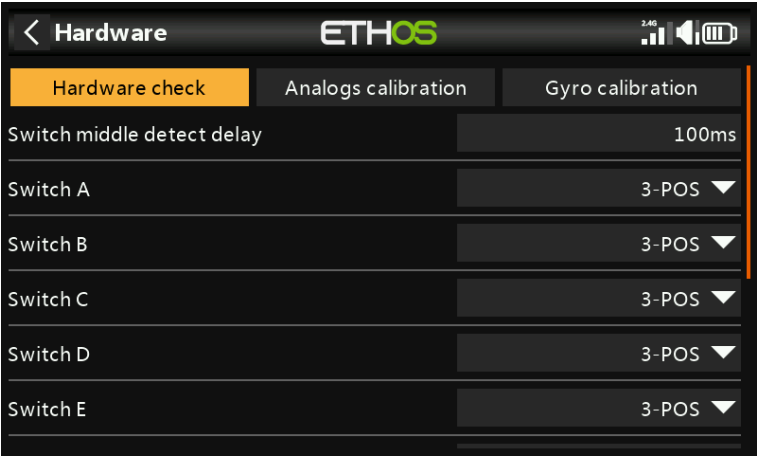 Hardware
ETHOS
2.4G
Hardware check
Analogs calibration
Gyro calibration
Switch middle detect delay
100ms
Switch A
3-POS
Switch B
3-POS
Switch C
3-POS
Switch D
3-POS
Switch E
3-POS